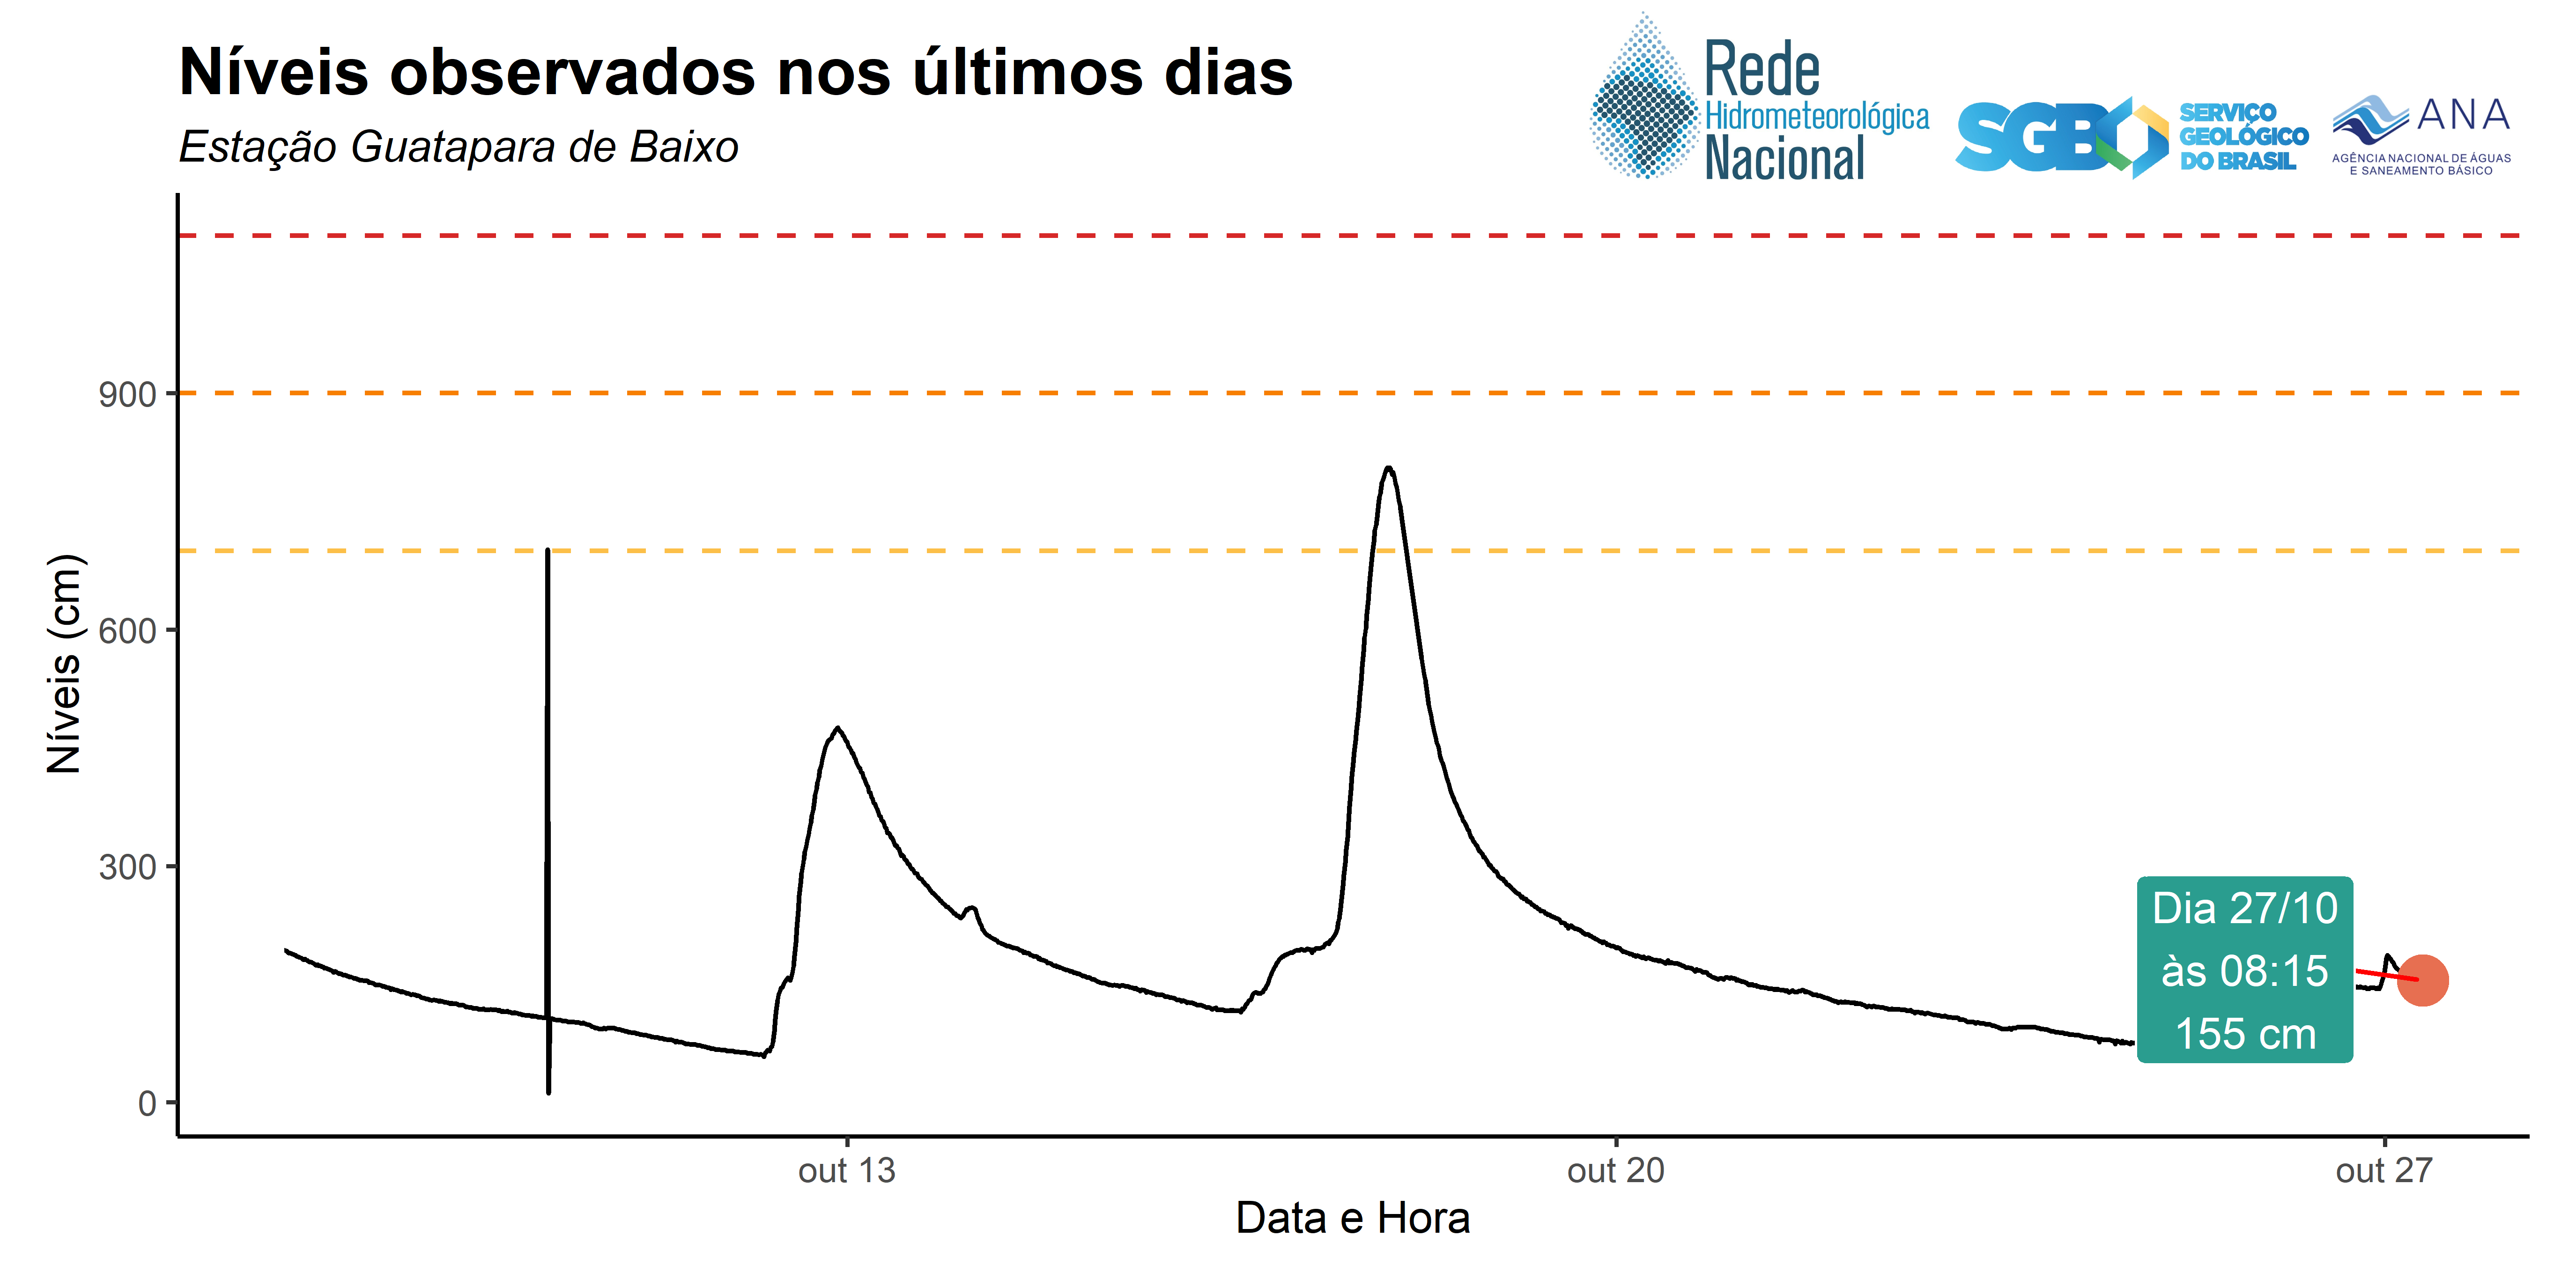 Níveis observados nos últimos dias
Estação Guatapara de Baixo
Rede
Hidrometeorológica
Nacional
SGB
SERVIÇO
GEOLÓGICO
DO BRASIL
ANA
AGÊNCIA NACIONAL DE ÁGUAS
E SANEAMENTO BÁSICO
Níveis (cm)
900
600
300
0
Dia 27/10
às 08:15
155 cm
out 13
out 20
out 27
Data e Hora